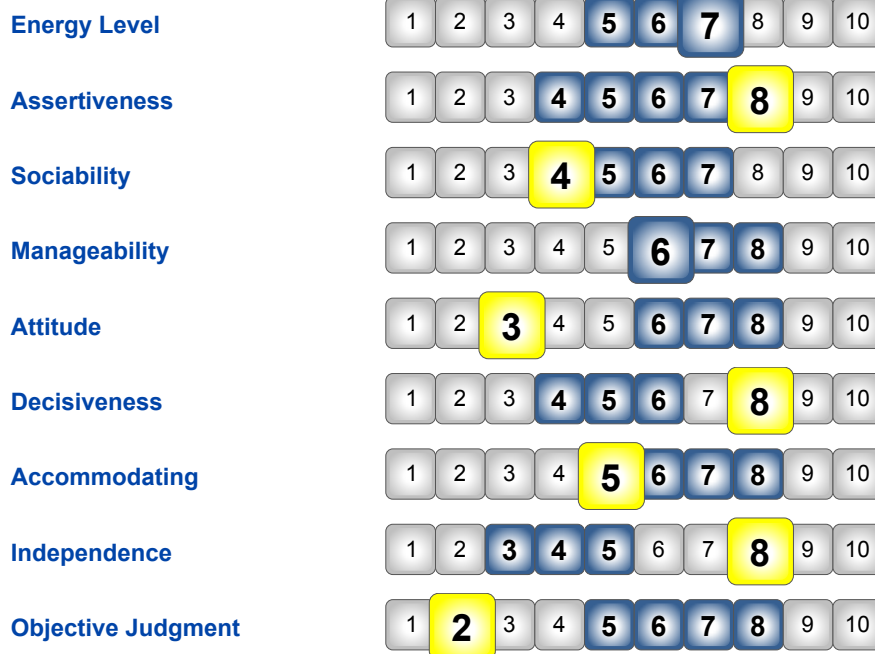 Energy Level 1 2 3 4 5 6 7 8 9 10
Assertiveness 1 2 3 4 5 6 7 8 9 10
Sociability 1 2 3 4 5 6 7 8 9 10
Manageability 1 2 3 4 5 6 7 8 9 10
Attitude 1 2 3 4 5 6 7 8 9 10
Decisiveness 1 2 3 4 5 6 7 8 9 10
Accommodating 1 2 3 4 5 6 7 8 9 10
Independence 1 2 3 4 5 6 7 8 9 10
Objective Judgment 1 2 3 4 5 6 7 8 9 10